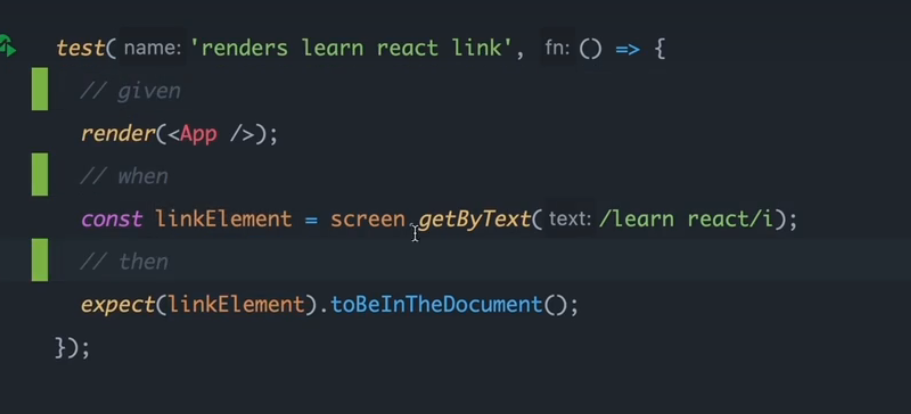 test( name: 'renders learn react link', fn: () => {
// given
render(<App />);
// when
const linkElement = screen.getByText( text: /learn react/i);
// then
expect(linkElement).toBeInTheDocument();
});